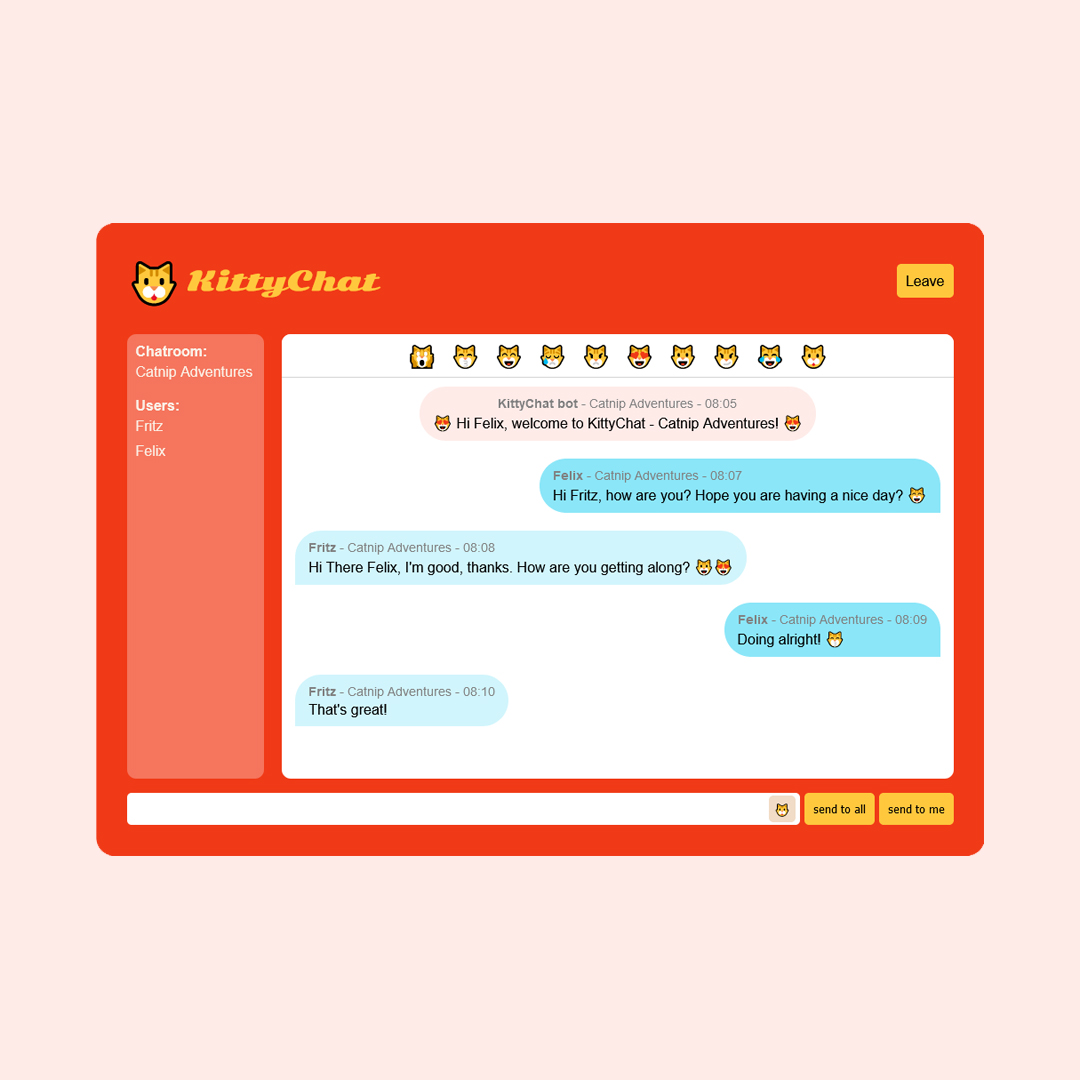 KittyChat
Leave
Chatroom:
Catnip Adventures
Users:
Fritz
Felix
KittyChat bot - Catnip Adventures - 08:05
😻 Hi Felix, welcome to KittyChat - Catnip Adventures! 😻
Felix - Catnip Adventures - 08:07
Hi Fritz, how are you? Hope you are having a nice day? 😸
Fritz - Catnip Adventures - 08:08
Hi There Felix, I'm good, thanks. How are you getting along? 😺😻
Felix - Catnip Adventures - 08:09
Doing alright! 😸
Fritz - Catnip Adventures - 08:10
That's great!
send to all
send to me